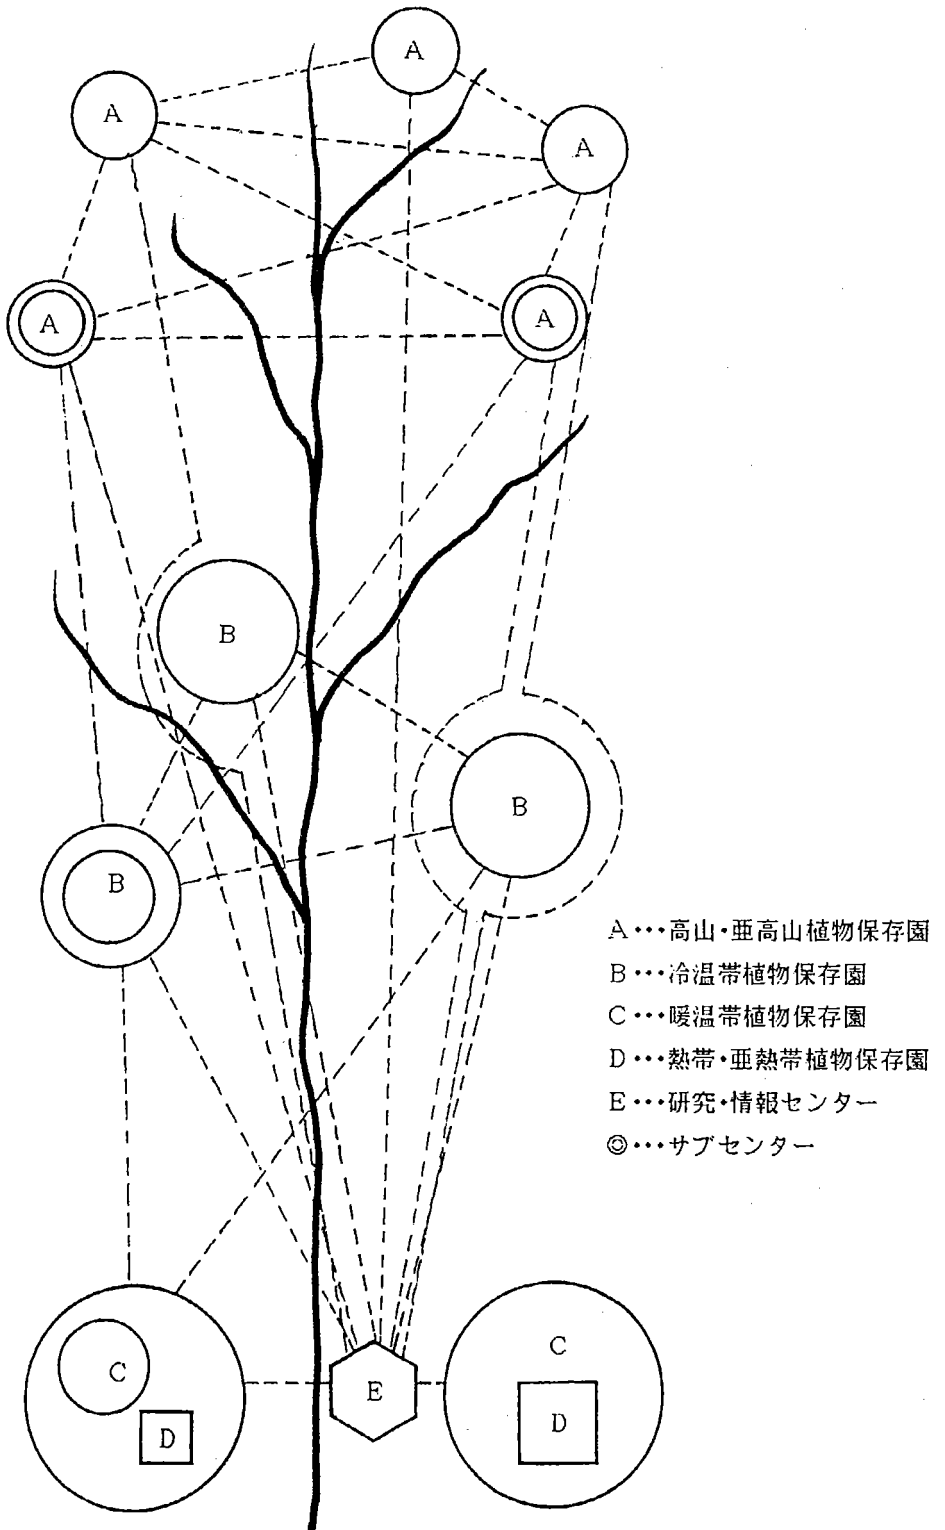 A
A
A
A
A
B
B
B
A…高山・亜高山植物保存園
B…冷温帯植物保存園
C…暖温帯植物保存園
D…熱帯・亜熱帯植物保存園
E…研究・情報センター
◎…サブセンター
C
D
E
C
D